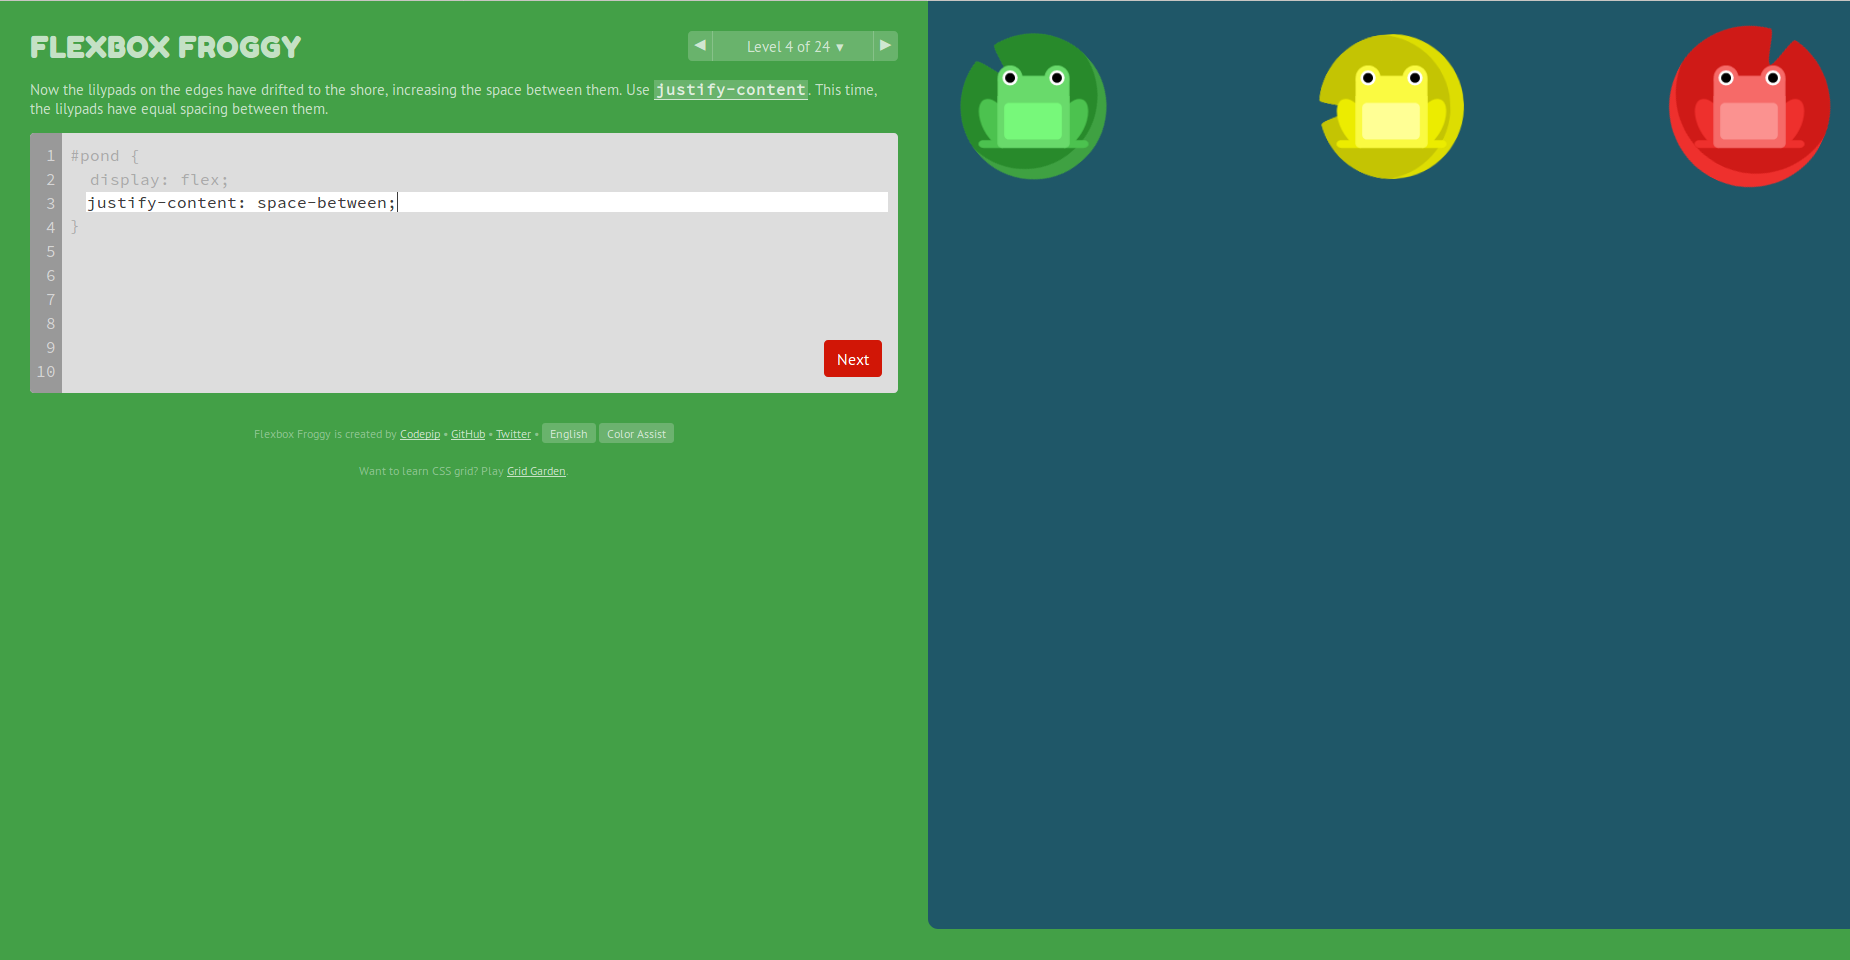 FLEXBOX FROGGY
◀ Level 4 of 24 ▾ ▶
Now the lilypads on the edges have drifted to the shore, increasing the space between them. Use justify-content. This time,
the lilypads have equal spacing between them.
1 #pond {
2 display: flex;
3 justify-content: space-between;
4 }
5
6
7
8
9
10
Next
Flexbox Froggy is created by Codepip • GitHub • Twitter • English Color Assist
Want to learn CSS grid? Play Grid Garden.